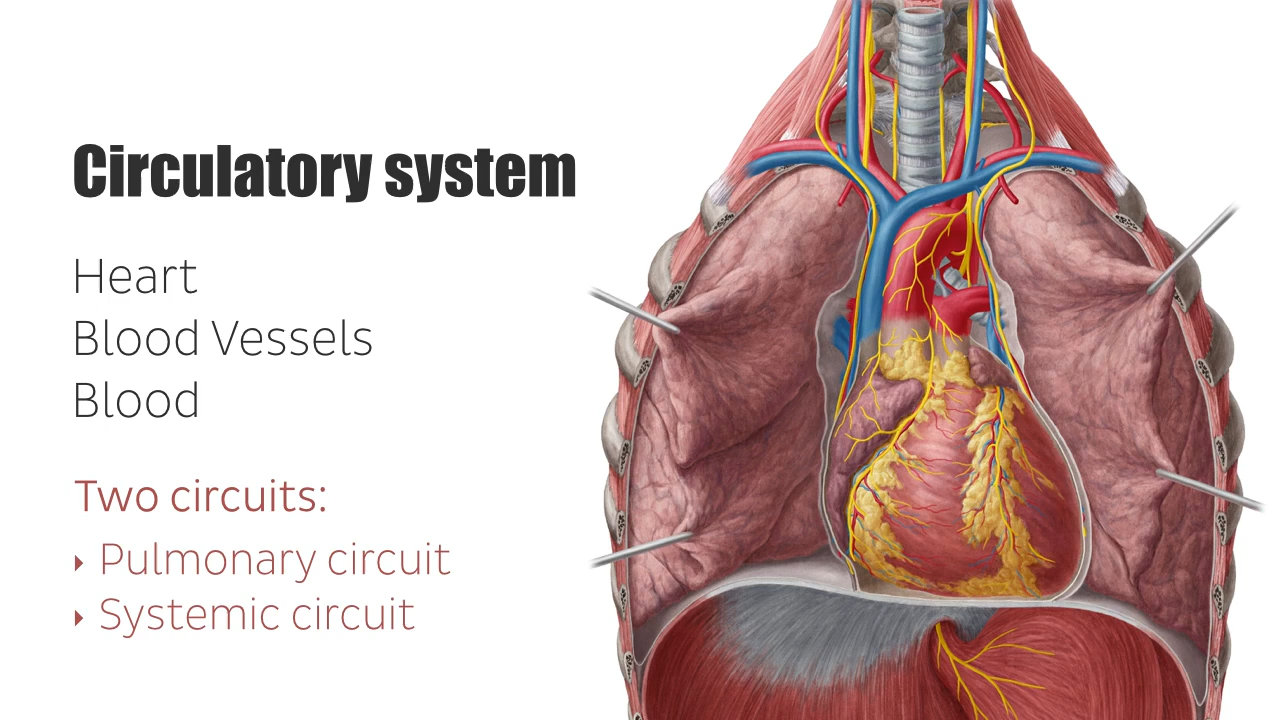 Circulatory system
Heart
Blood Vessels
Blood
Two circuits:
‣ Pulmonary circuit
‣ Systemic circuit